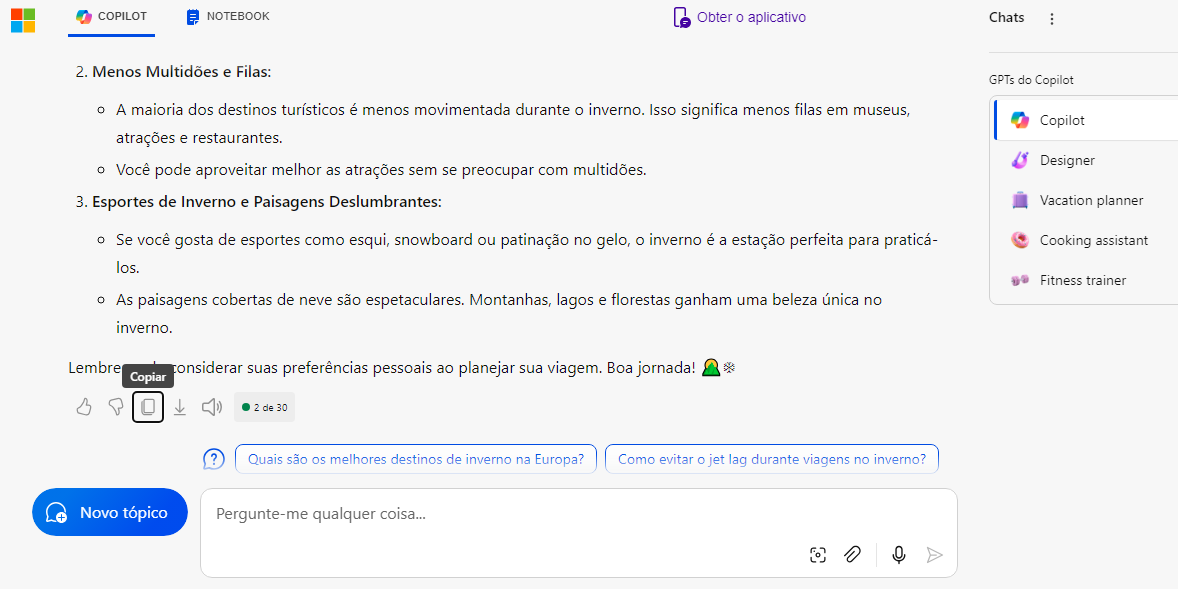 COPILOT
NOTEBOOK
Obter o aplicativo
Chats
2. Menos Multidões e Filas:
A maioria dos destinos turísticos é menos movimentada durante o inverno. Isso significa menos filas em museus,
atrações e restaurantes.
Você pode aproveitar melhor as atrações sem se preocupar com multidões.
3. Esportes de Inverno e Paisagens Deslumbrantes:
Se você gosta de esportes como esqui, snowboard ou patinação no gelo, o inverno é a estação perfeita para praticá-
los.
As paisagens cobertas de neve são espetaculares. Montanhas, lagos e florestas ganham uma beleza única no
inverno.
considerar suas preferências pessoais ao planejar sua viagem. Boa jornada!
Copiar
2 de 30
Quais são os melhores destinos de inverno na Europa?
Como evitar o jet lag durante viagens no inverno?
Novo tópico
Pergunte-me qualquer coisa...
GPTs do Copilot
Copilot
Designer
Vacation planner
Cooking assistant
Fitness trainer